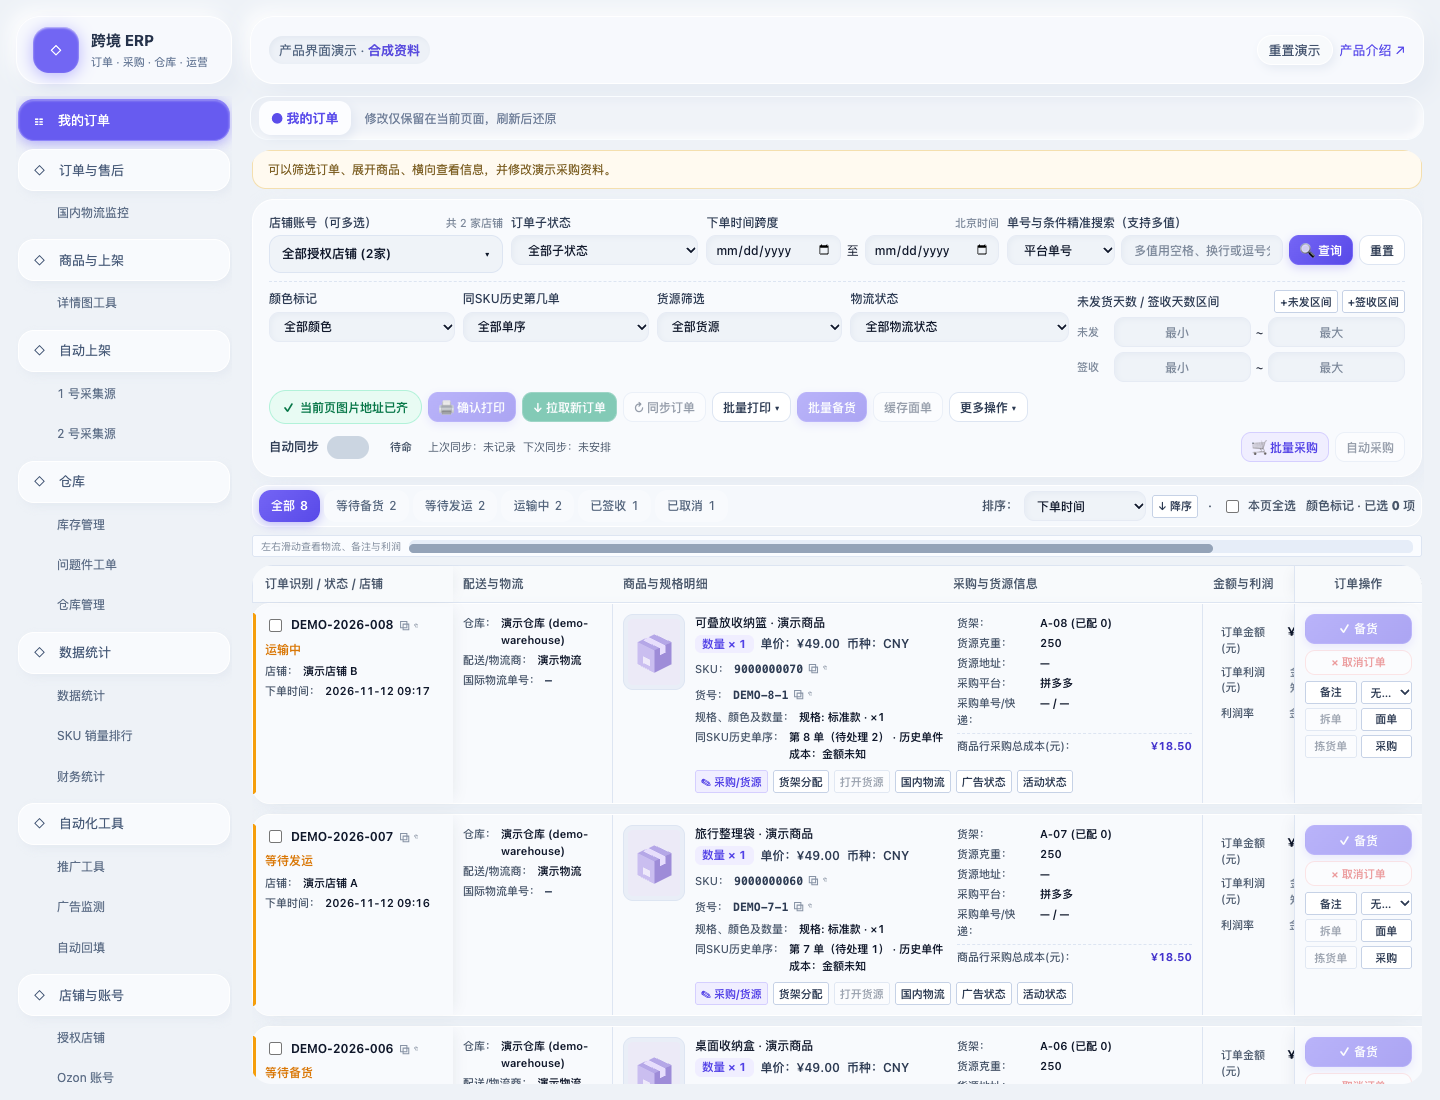 跨境 ERP
订单 · 采购 · 仓库 · 运营
产品界面演示 · 合成资料
重置演示
产品介绍 ↗
我的订单
订单与售后
国内物流监控
商品与上架
详情图工具
自动上架
1 号采集源
2 号采集源
仓库
库存管理
问题件工单
仓库管理
数据统计
数据统计
SKU 销量排行
财务统计
自动化工具
推广工具
广告监测
自动回填
店铺与账号
授权店铺
Ozon 账号
我的订单 修改仅保留在当前页面，刷新后还原
可以筛选订单、展开商品、横向查看信息，并修改演示采购资料。
店铺账号（可多选） 共 2 家店铺 订单子状态 下单时间跨度 北京时间 单号与条件精准搜索（支持多值）
全部授权店铺 (2家) 全部子状态 mm/dd/yyyy 至 mm/dd/yyyy 平台单号 多值用空格、换行或逗号 查询 重置
颜色标记 同SKU历史第几单 货源筛选 物流状态 未发货天数 / 签收天数区间 +未发区间 +签收区间
全部颜色 全部单序 全部货源 全部物流状态 未发 最小 ~ 最大
签收 最小 ~ 最大
✓ 当前页图片地址已齐 确认打印 ↓ 拉取新订单 ↻ 同步订单 批量打印 ▾ 批量备货 缓存面单 更多操作 ▾
自动同步 待命 上次同步：未记录 下次同步：未安排 批量采购 自动采购
全部 8 等待备货 2 等待发运 2 运输中 2 已签收 1 已取消 1 排序： 下单时间 ↓ 降序 · 本页全选 颜色标记 · 已选 0 项
左右滑动查看物流、备注与利润
订单识别 / 状态 / 店铺 配送与物流 商品与规格明细 采购与货源信息 金额与利润 订单操作
DEMO-2026-008
运输中
店铺： 演示店铺 B
下单时间： 2026-11-12 09:17
仓库： 演示仓库 (demo-
warehouse)
配送/物流商： 演示物流
国际物流单号： —
可叠放收纳篮 · 演示商品
数量 × 1 单价：¥49.00 币种：CNY
SKU： 9000000070
货号： DEMO-8-1
规格、颜色及数量： 规格: 标准款 · ×1
同SKU历史单序： 第 8 单（待处理 2） · 历史单件
成本：金额未知
货架： A-08 (已配 0)
货源克重： 250
货源地址： —
采购平台： 拼多多
采购单号/快
递： — / —
商品行采购总成本(元)： ¥18.50
✎ 采购/货源 货架分配 打开货源 国内物流 广告状态 活动状态
订单金额
(元) ¥
订单利润
(元)
利润率
✓ 备货
× 取消订单
备注 无...
拆单 面单
拣货单 采购
DEMO-2026-007
等待发运
店铺： 演示店铺 A
下单时间： 2026-11-12 09:16
仓库： 演示仓库 (demo-
warehouse)
配送/物流商： 演示物流
国际物流单号： —
旅行整理袋 · 演示商品
数量 × 1 单价：¥49.00 币种：CNY
SKU： 9000000060
货号： DEMO-7-1
规格、颜色及数量： 规格: 标准款 · ×1
同SKU历史单序： 第 7 单（待处理 1） · 历史单件
成本：金额未知
货架： A-07 (已配 0)
货源克重： 250
货源地址： —
采购平台： 拼多多
采购单号/快
递： — / —
商品行采购总成本(元)： ¥18.50
✎ 采购/货源 货架分配 打开货源 国内物流 广告状态 活动状态
订单金额
(元) ¥
订单利润
(元)
利润率
✓ 备货
× 取消订单
备注 无...
拆单 面单
拣货单 采购
DEMO-2026-006
等待备货
仓库： 演示仓库 (demo-
warehouse)
配送/物流商： 演示物流
桌面收纳盒 · 演示商品
数量 × 1 单价：¥49.00 币种：CNY
货架： A-06 (已配 0)
货源克重： 250
订单金额
(元) ¥
✓ 备货